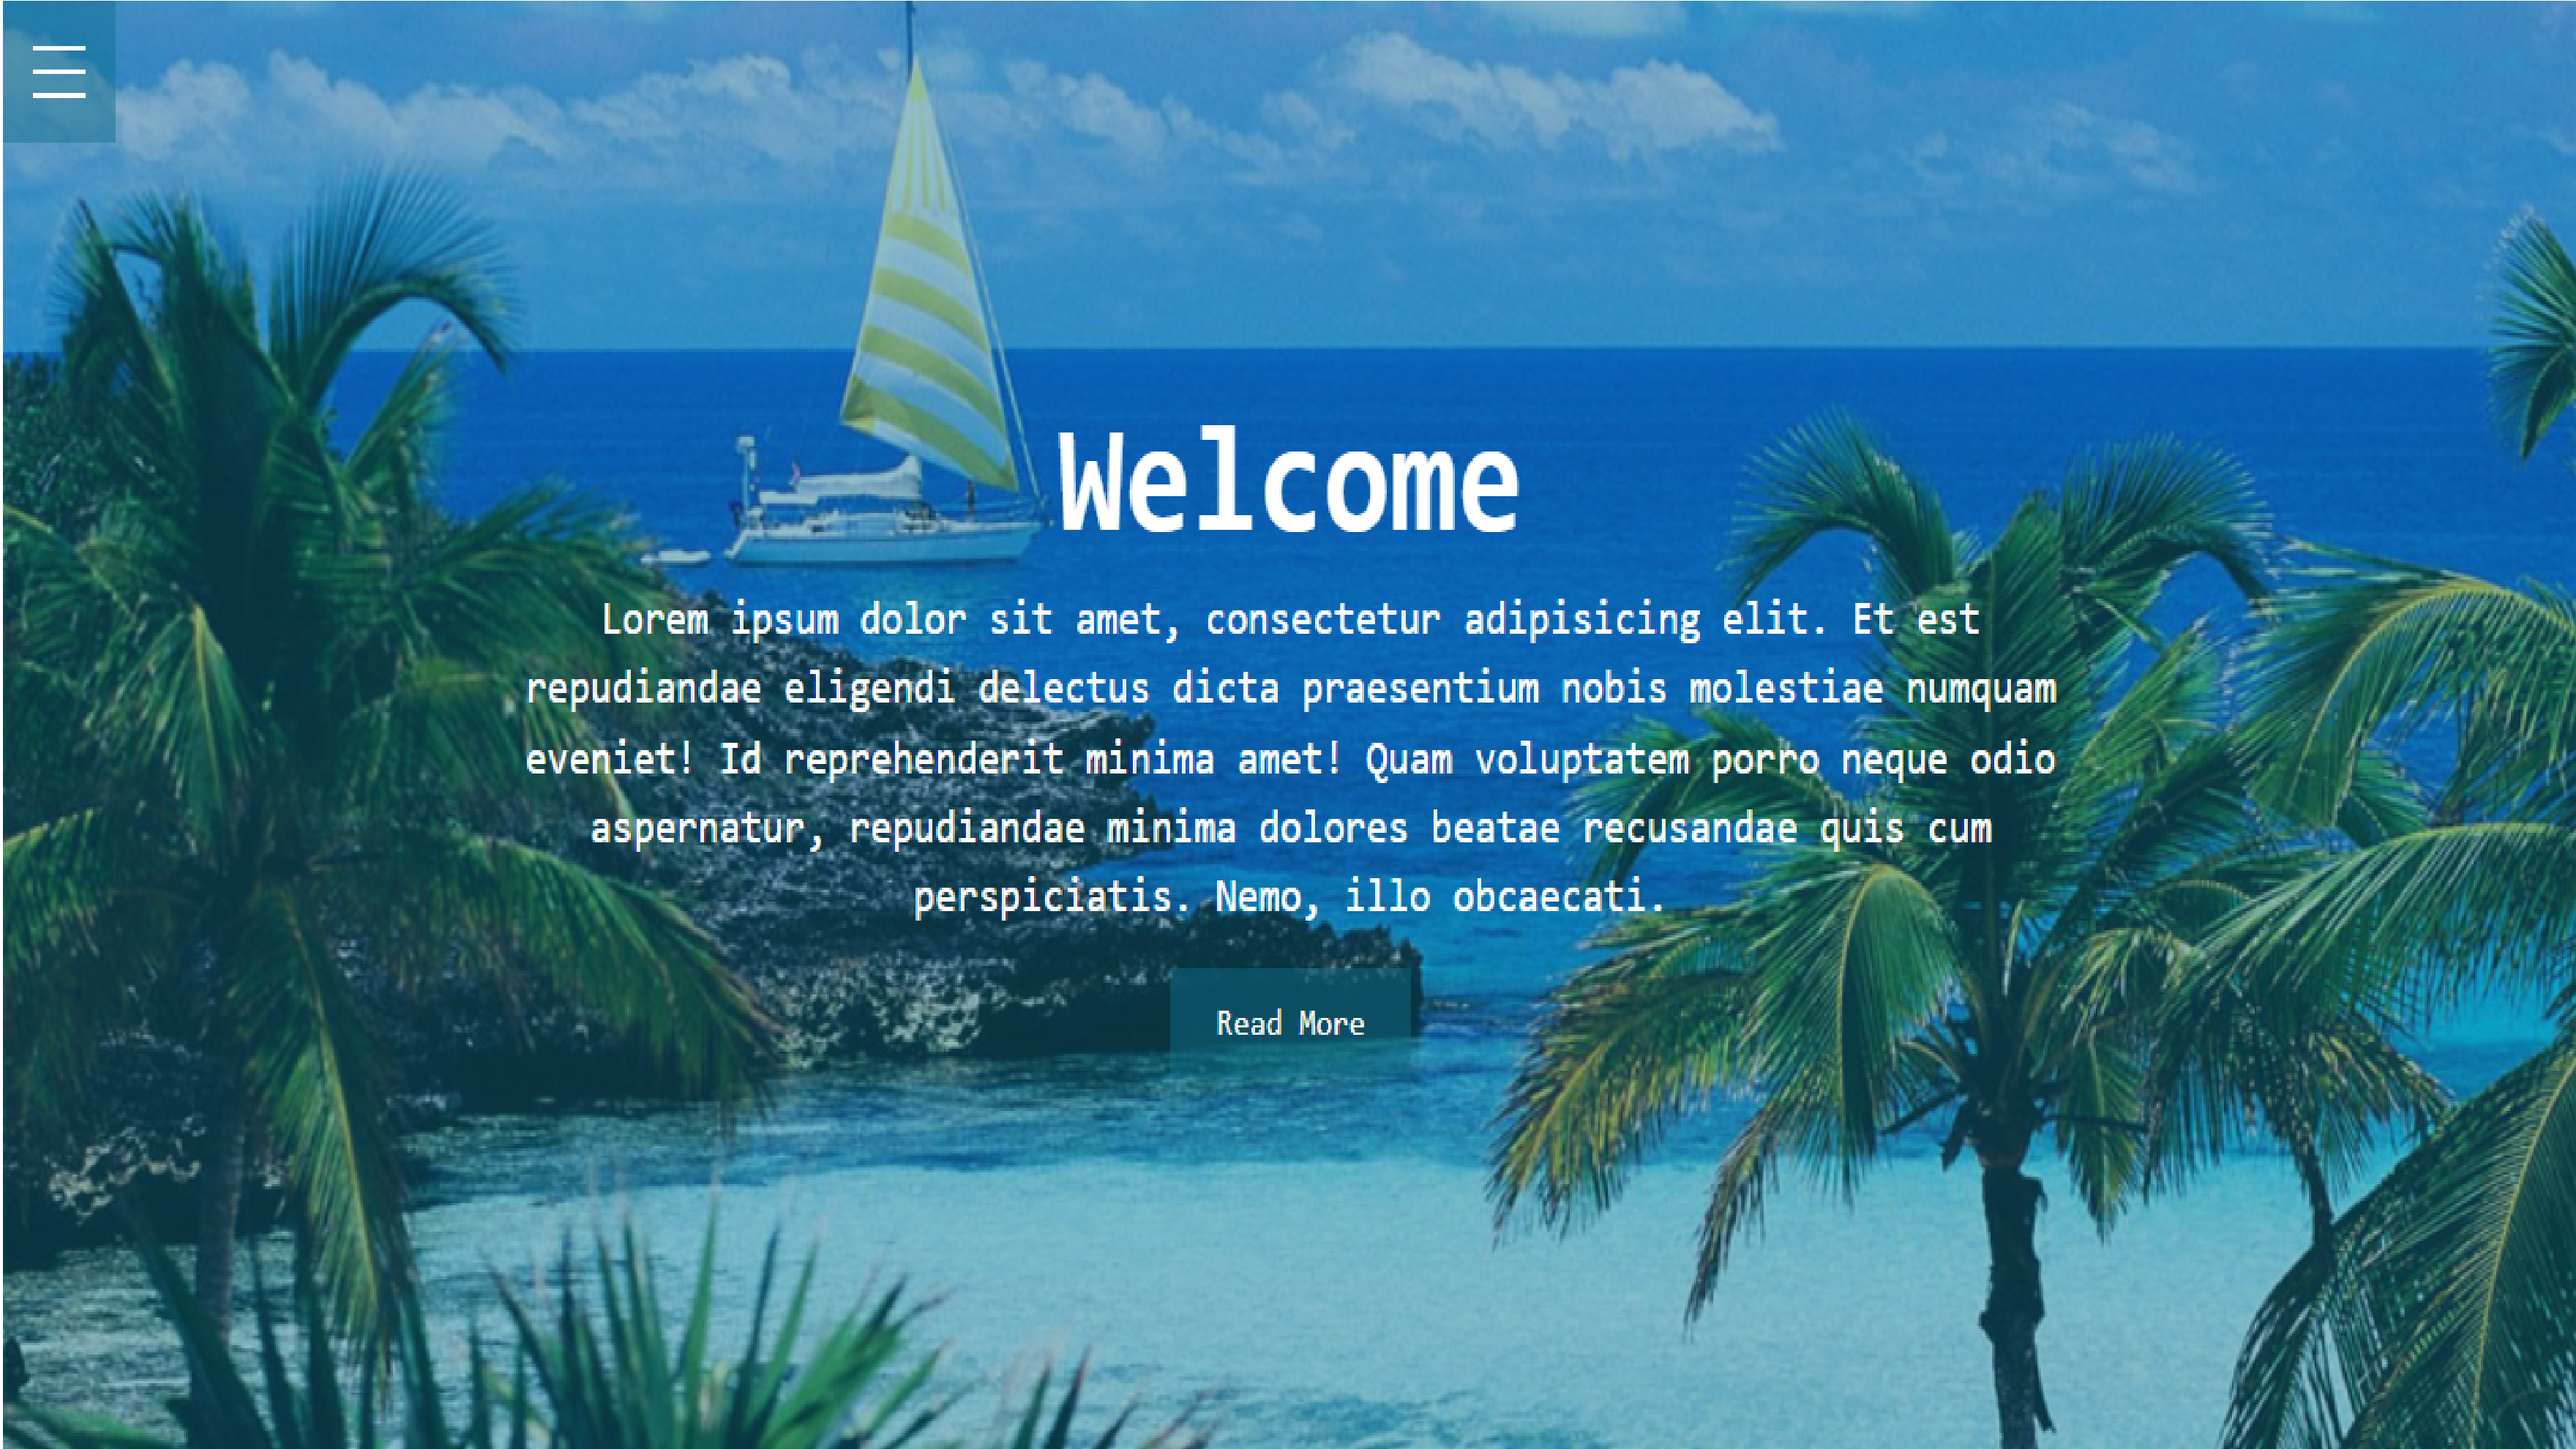 Welcome
Lorem ipsum dolor sit amet, consectetur adipisicing elit. Et est
repudiandae eligendi delectus dicta praesentium nobis molestiae numquam
eveniet! Id reprehenderit minima amet! Quam voluptatem porro neque odio
aspernatur, repudiandae minima dolores beatae recusandae quis cum
perspiciatis. Nemo, illo obcaecati.
Read More